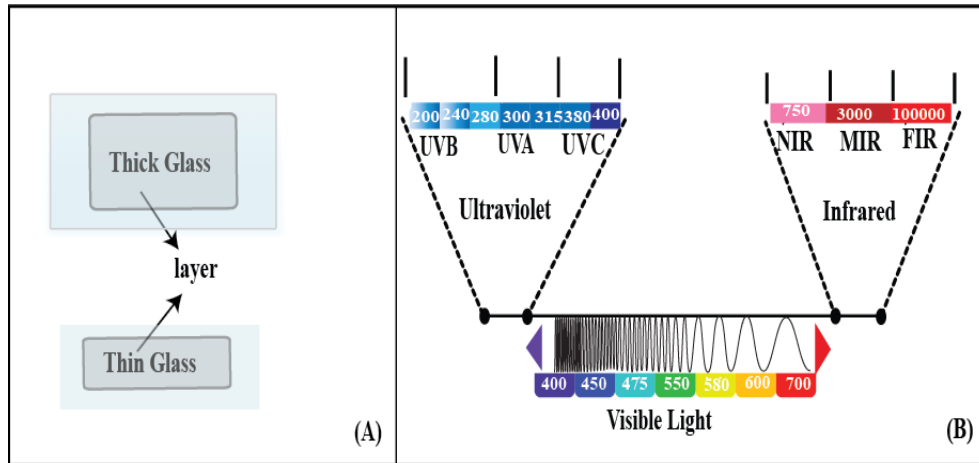 Thick Glass
layer
Thin Glass
(A)
200 240 280 300 315 380 400
UVB UVA UVC
Ultraviolet
750 3000 100000
NIR MIR FIR
Infrared
400 450 475 550 580 600 700
Visible Light
(B)